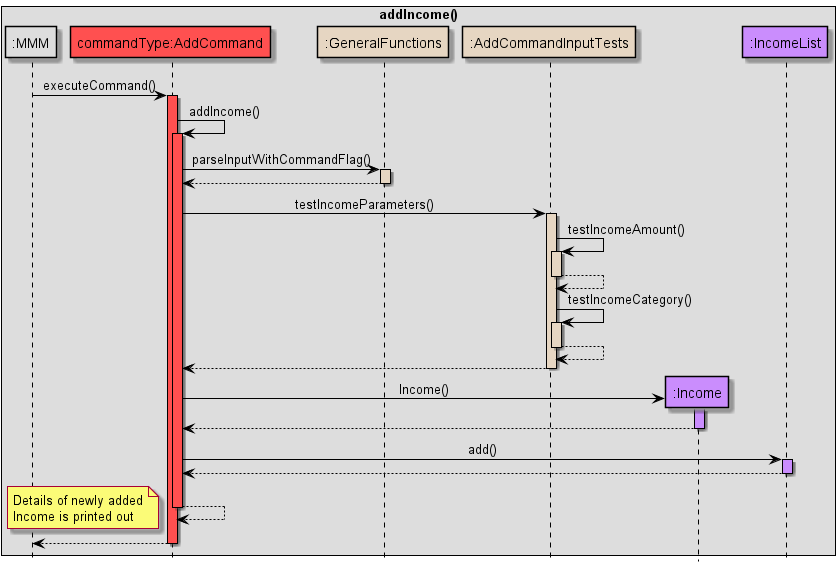 addIncome()
:MMM
commandType:AddCommand
:GeneralFunctions
:AddCommandInputTests
:IncomeList
executeCommand()
addIncome()
parseInputWithCommandFlag()
testIncomeParameters()
testIncomeAmount()
testIncomeCategory()
Income()
:Income
add()
Details of newly added
Income is printed out